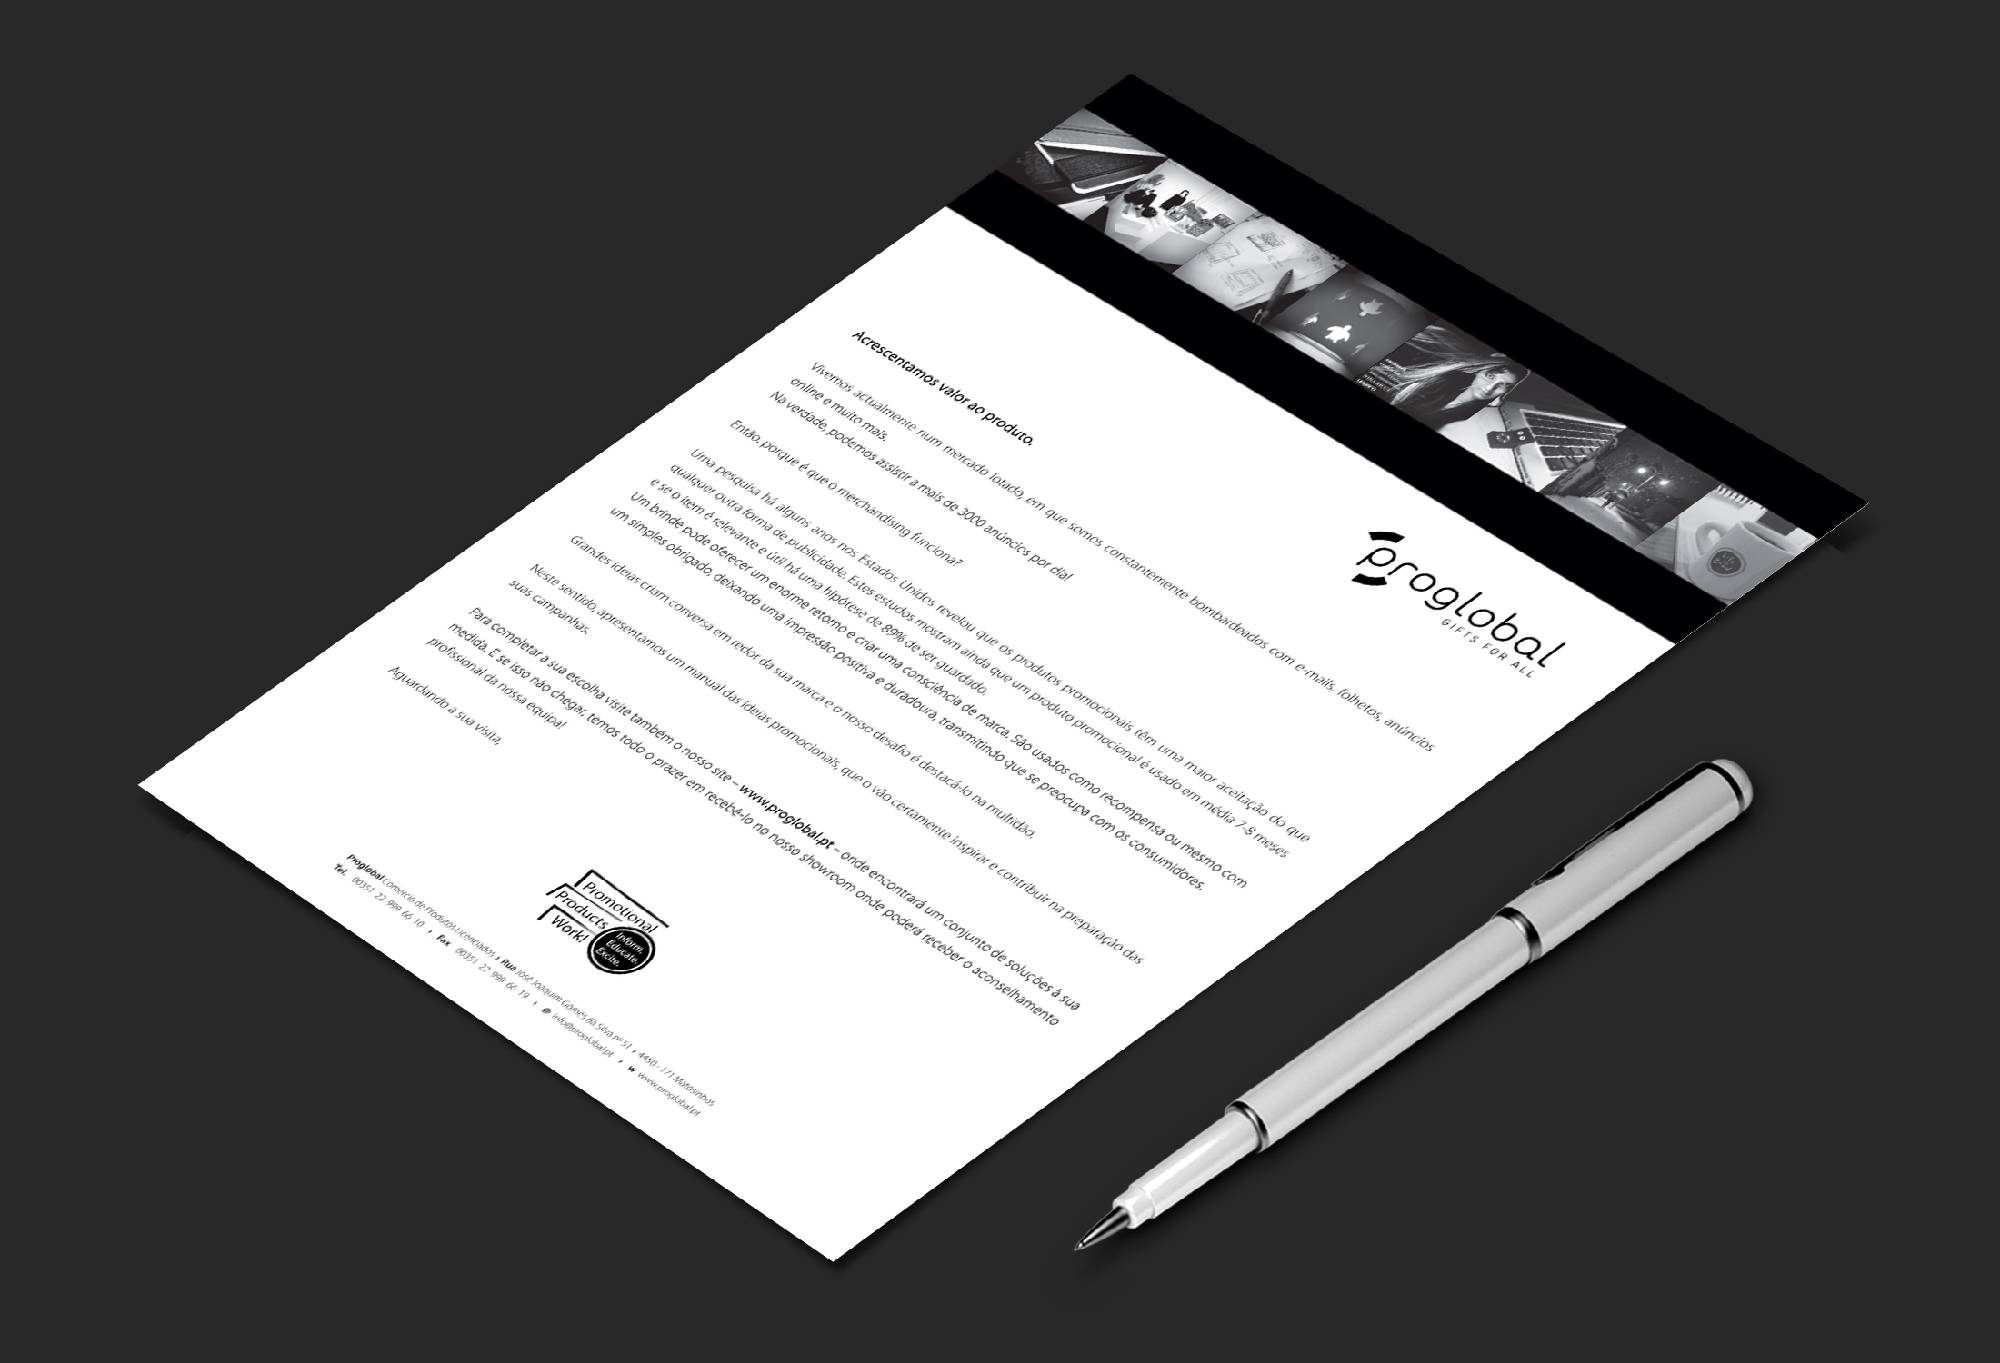 proglobal
GIFTS FOR ALL
Acrescentamos valor ao produto.
Vivemos actualmente num mercado lotado, em que somos constantemente bombardeados com e-mails, folhetos, anúncios
online e muito mais.
Na verdade, podemos assistir a mais de 3000 anúncios por dia!
Então, porque é que o merchandising funciona?
Uma pesquisa há alguns anos nos Estados Unidos revelou que os produtos promocionais têm uma maior aceitação do que
qualquer outra forma de publicidade. Estes estudos mostram ainda que um produto promocional é usado em média 7-8 meses
e se o item é relevante e útil há uma hipótese de 89% de ser guardado.
Um brinde pode oferecer um enorme retorno e criar uma consciência de marca. São usados como recompensa ou mesmo com
um simples obrigado, deixando uma impressão positiva e duradoura, transmitindo que se preocupa com os consumidores.
Grandes ideias criam conversa em redor da sua marca e o nosso desafio é destacá-lo na multidão.
Neste sentido, apresentamos um manual das ideias promocionais, que o vão certamente inspirar e contribuir na preparação das
suas campanhas.
Para completar a sua escolha visite também o nosso site – www.proglobal.pt – onde encontrará um conjunto de soluções à sua
medida. E se isso não chegar, temos todo o prazer em recebê-lo no nosso showroom onde poderá receber o aconselhamento
profissional da nossa equipa!
Aguardando a sua visita,
Promotional
Products
Work!
Inform.
Educate.
Excite.
Proglobal Comércio de Produtos Licenciados › Rua José Joaquim Gomes da Silva nº 51 › 4450-171 Matosinhos
Tel. 00351 22 999 66 10 › Fax 00351 22 999 66 19 › @ info@proglobal.pt › w www.proglobal.pt